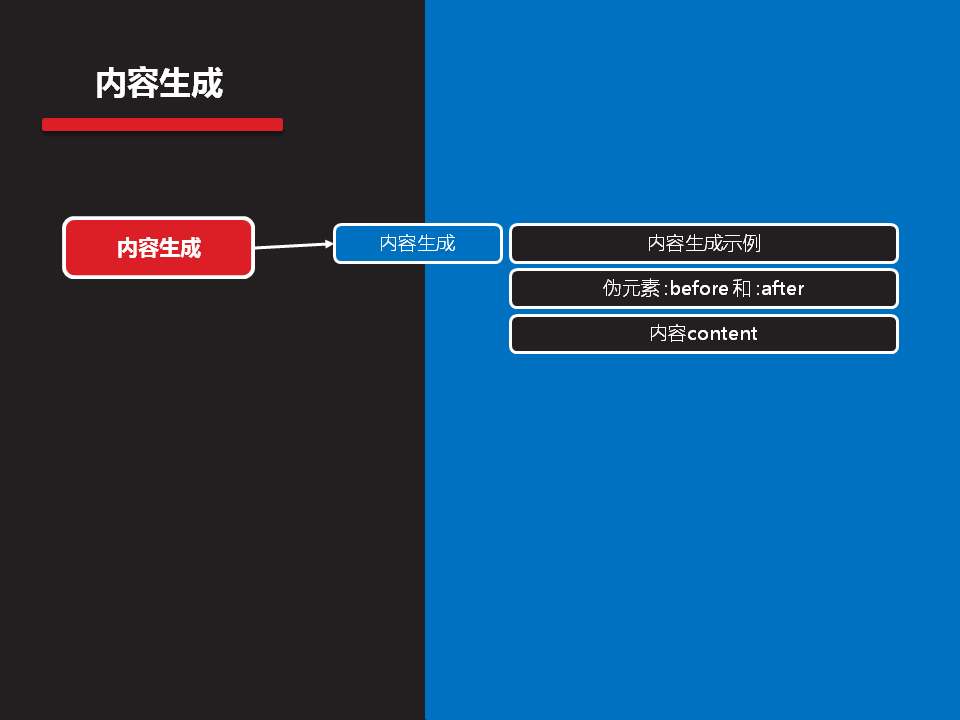 内容生成
内容生成
内容生成
内容生成示例
伪元素:before 和 :after
内容content